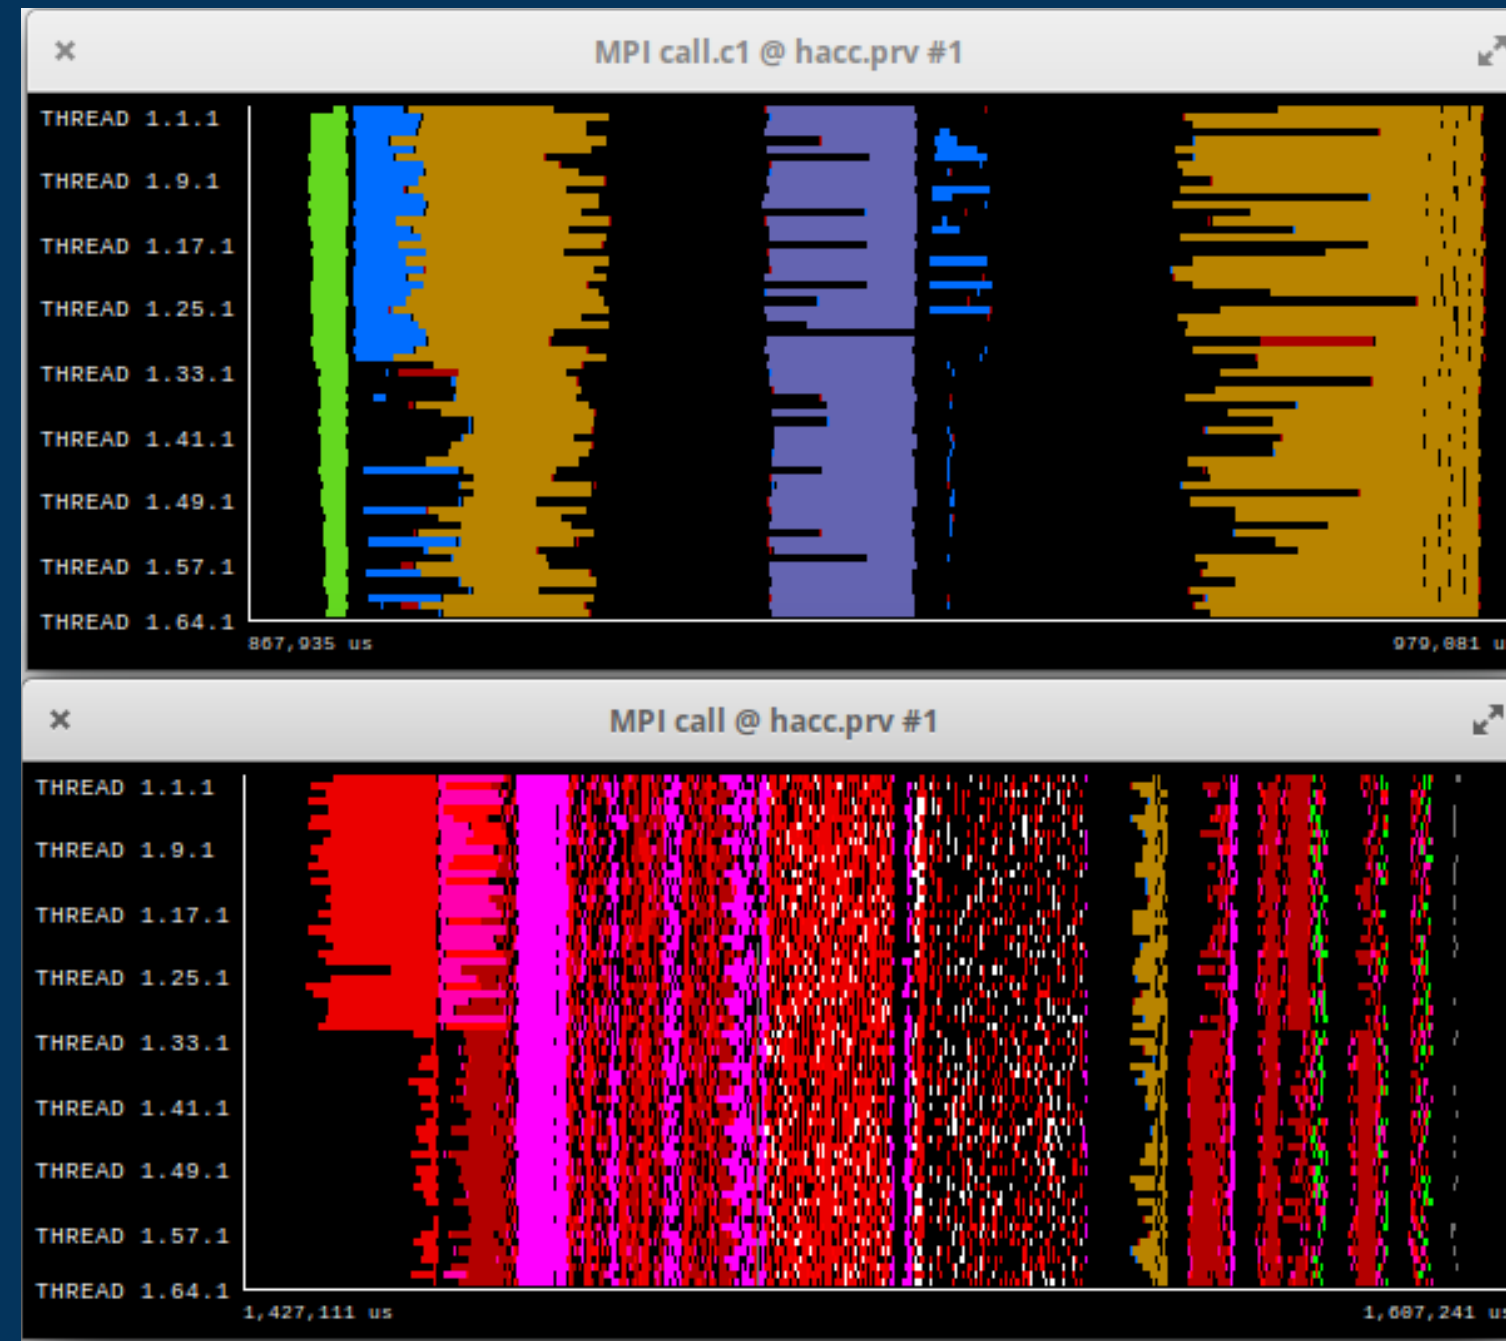 MPI call.c1 @ hacc.prv #1
THREAD 1.1.1
THREAD 1.9.1
THREAD 1.17.1
THREAD 1.25.1
THREAD 1.33.1
THREAD 1.41.1
THREAD 1.49.1
THREAD 1.57.1
THREAD 1.64.1
867,935 us
979,081 u
MPI call @ hacc.prv #1
THREAD 1.1.1
THREAD 1.9.1
THREAD 1.17.1
THREAD 1.25.1
THREAD 1.33.1
THREAD 1.41.1
THREAD 1.49.1
THREAD 1.57.1
THREAD 1.64.1
1,427,111 us
1,607,241 us